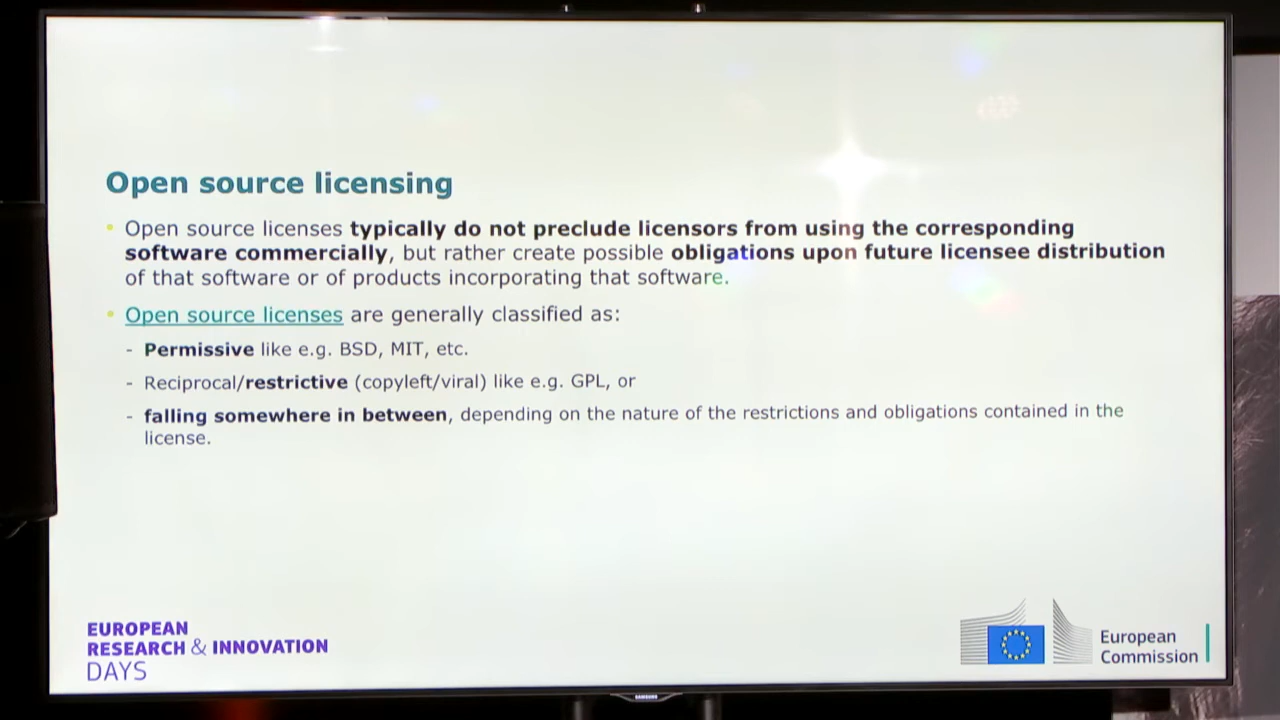 Open source licensing
• Open source licenses typically do not preclude licensors from using the corresponding
software commercially, but rather create possible obligations upon future licensee distribution
of that software or of products incorporating that software.
• Open source licenses are generally classified as:
- Permissive like e.g. BSD, MIT, etc.
- Reciprocal/restrictive (copyleft/viral) like e.g. GPL, or
- falling somewhere in between, depending on the nature of the restrictions and obligations contained in the
license.
EUROPEAN
RESEARCH & INNOVATION
DAYS
European
Commission
SAMSUNG